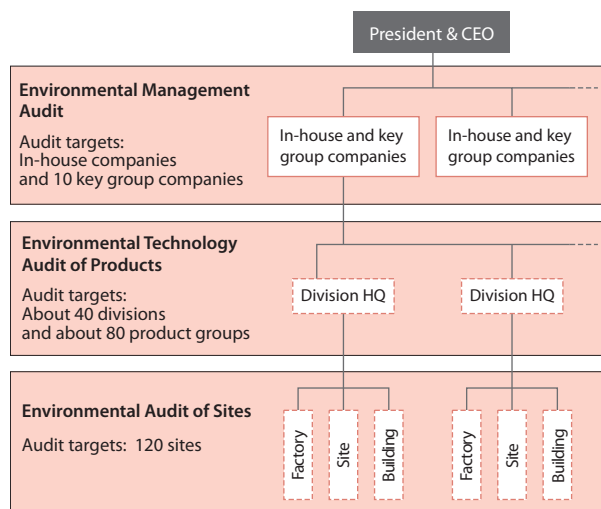 President & CEO
Environmental Management
Audit
Audit targets:
In-house companies
and 10 key group companies
In-house and key
group companies
In-house and key
group companies
Environmental Technology
Audit of Products
Audit targets:
About 40 divisions
and about 80 product groups
Division HQ
Division HQ
Environmental Audit of Sites
Audit targets: 120 sites
Factory
Site
Building
Factory
Site
Building